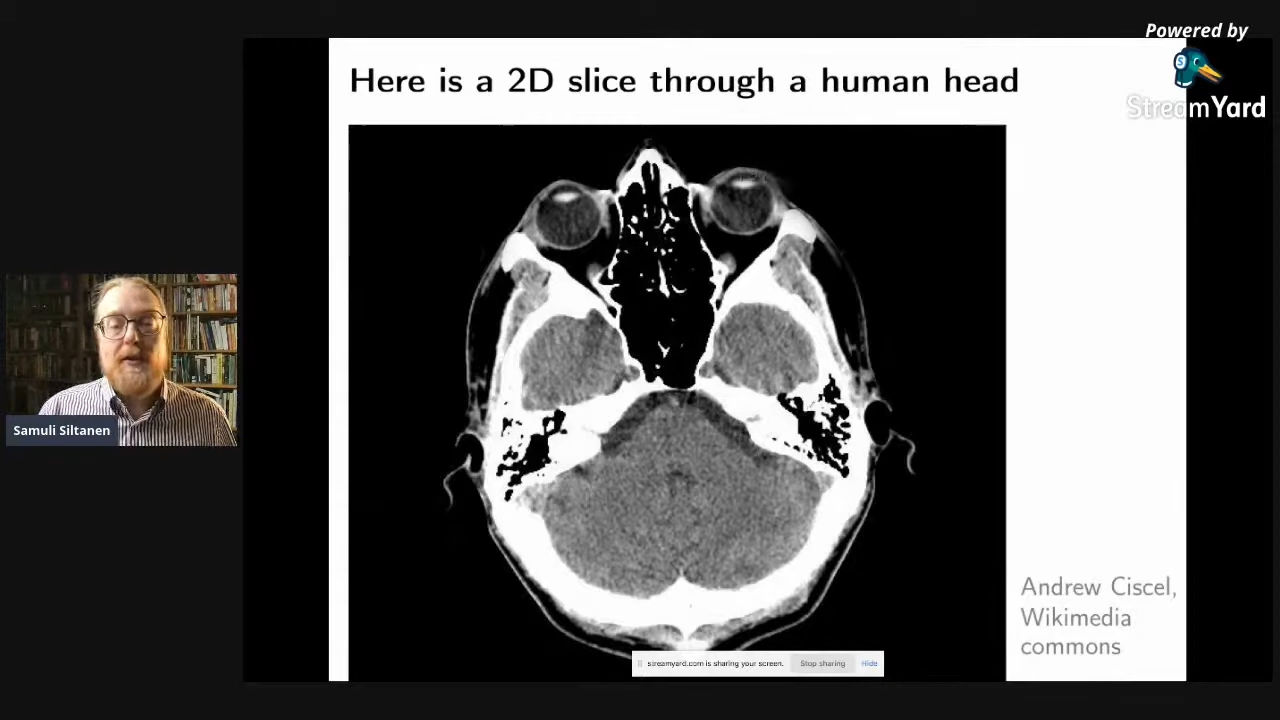 Powered by
StreamYard
Here is a 2D slice through a human head
Samuli Siltanen
Andrew Ciscel,
Wikimedia
commons
streamyard.com is sharing your screen.
Stop sharing
Hide